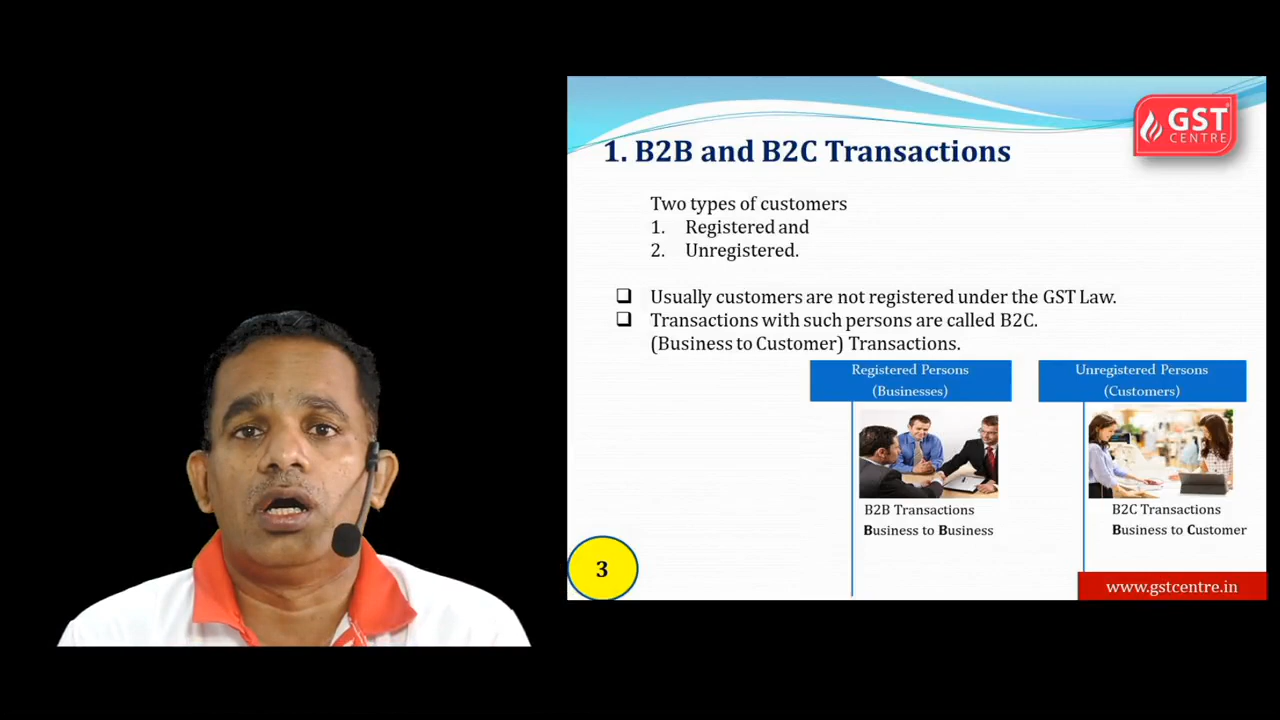 GST
CENTRE
1. B2B and B2C Transactions
Two types of customers
1. Registered and
2. Unregistered.
Usually customers are not registered under the GST Law.
Transactions with such persons are called B2C.
(Business to Customer) Transactions.
Registered Persons
(Businesses)
B2B Transactions
Business to Business
Unregistered Persons
(Customers)
B2C Transactions
Business to Customer
3
www.gstcentre.in